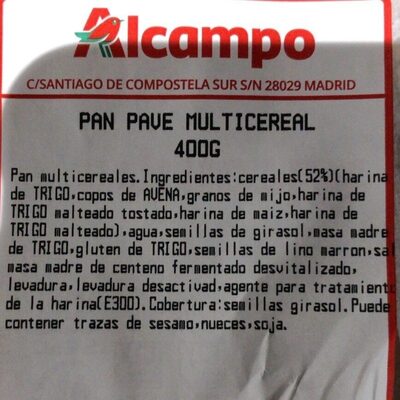 Alcampo
C/SANTIAGO DE COMPOSTELA SUR S/N 28029 MADRID
PAN PAVE MULTICEREAL
400G
Pan multicereales.Ingredientes:cereales(52%)(harina
de TRIGO,copos de AVENA,granos de mijo,harina de
TRIGO malteado tostado,harina de maiz,harina de
TRIGO malteado),agua,semillas de girasol,masa madre
de TRIGO,gluten de TRIGO,semillas de lino marron,sal
masa madre de centeno fermentado desvitalizado,
levadura,levadura desactivad,agente para tratamient
de la harina(E300).Cobertura:semillas girasol.Puede
contener trazas de sesamo,nueces,soja.